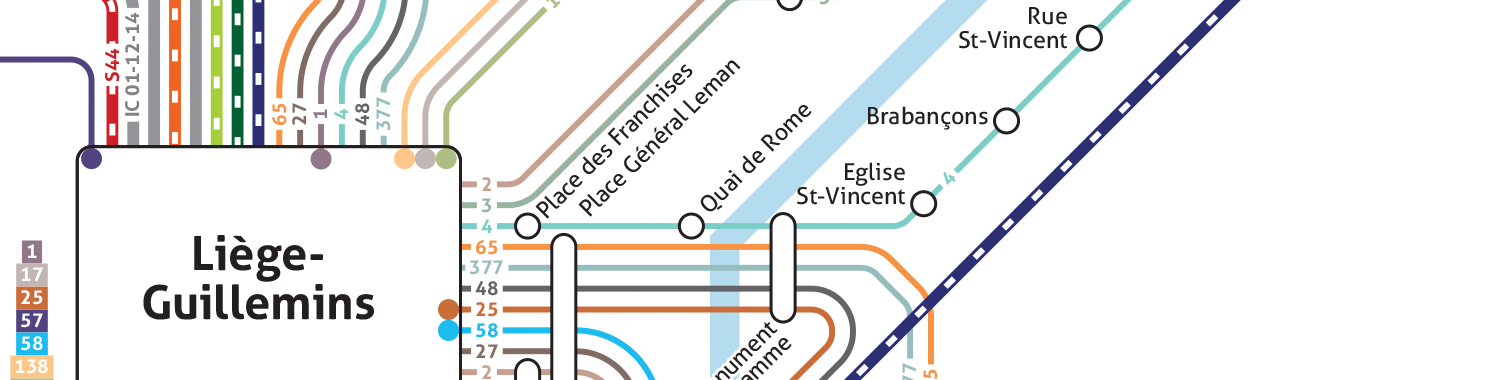 Rue
St-Vincent
Brabançons
Eglise
St-Vincent
4
S44
IC 01-12-14
65
27
1
4
48
377
1
Place des Franchises
Place Général Leman
Quai de Rome
2
3
4
65
377
48
25
58
27
2
Liège-
Guillemins
1
17
25
57
58
138